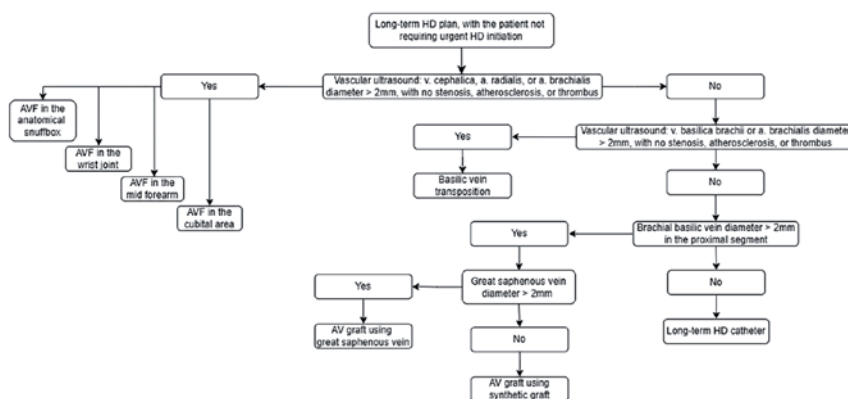 Long-term HD plan, with the patient not
requiring urgent HD initiation
Yes
Vascular ultrasound: v. cephalica, a. radialis, or a. brachialis
diameter > 2mm, with no stenosis, atherosclerosis, or thrombus
No
AVF in the
anatomical
snuffbox
AVF in the
wrist joint
AVF in the
mid forearm
AVF in the
cubital area
Yes
Vascular ultrasound: v. basilica brachii or a. brachialis diameter
> 2mm, with no stenosis, atherosclerosis, or thrombus
Basilic vein
transposition
No
Yes
Brachial basilic vein diameter > 2mm
in the proximal segment
Yes
Great saphenous vein
diameter > 2mm
No
AV graft using
great saphenous vein
No
Long-term HD catheter
AV graft using
synthetic graft